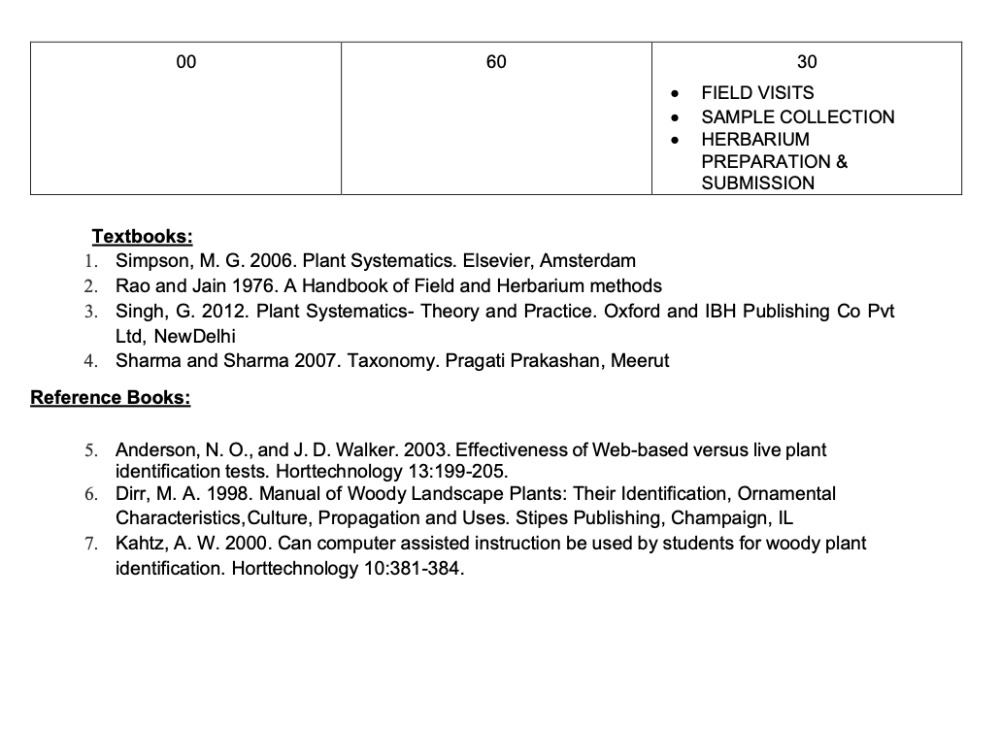 00 60 30
• FIELD VISITS
• SAMPLE COLLECTION
• HERBARIUM
PREPARATION &
SUBMISSION
Textbooks:
1. Simpson, M. G. 2006. Plant Systematics. Elsevier, Amsterdam
2. Rao and Jain 1976. A Handbook of Field and Herbarium methods
3. Singh, G. 2012. Plant Systematics- Theory and Practice. Oxford and IBH Publishing Co Pvt
Ltd, NewDelhi
4. Sharma and Sharma 2007. Taxonomy. Pragati Prakashan, Meerut
Reference Books:
5. Anderson, N. O., and J. D. Walker. 2003. Effectiveness of Web-based versus live plant
identification tests. Horttechnology 13:199-205.
6. Dirr, M. A. 1998. Manual of Woody Landscape Plants: Their Identification, Ornamental
Characteristics,Culture, Propagation and Uses. Stipes Publishing, Champaign, IL
7. Kahtz, A. W. 2000. Can computer assisted instruction be used by students for woody plant
identification. Horttechnology 10:381-384.